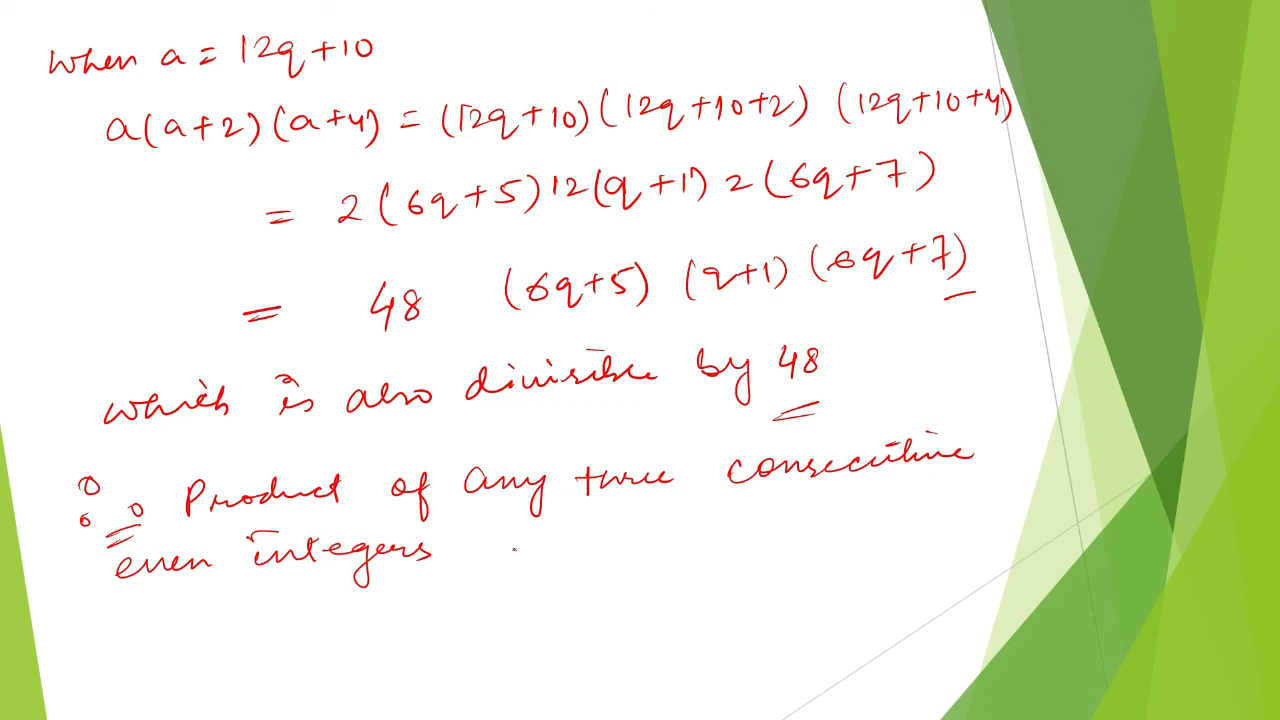 when a = 12q+10
a(a+2)(a+4) = (12q+10)(12q+10+2) (12q+10+4)
= 2(6q+5)12(q+1) 2(6q+7)
= 48 (6q+5) (q+1) (6q+7)
which is also divisible by 48
∴ Product of any three consecutive
even integers